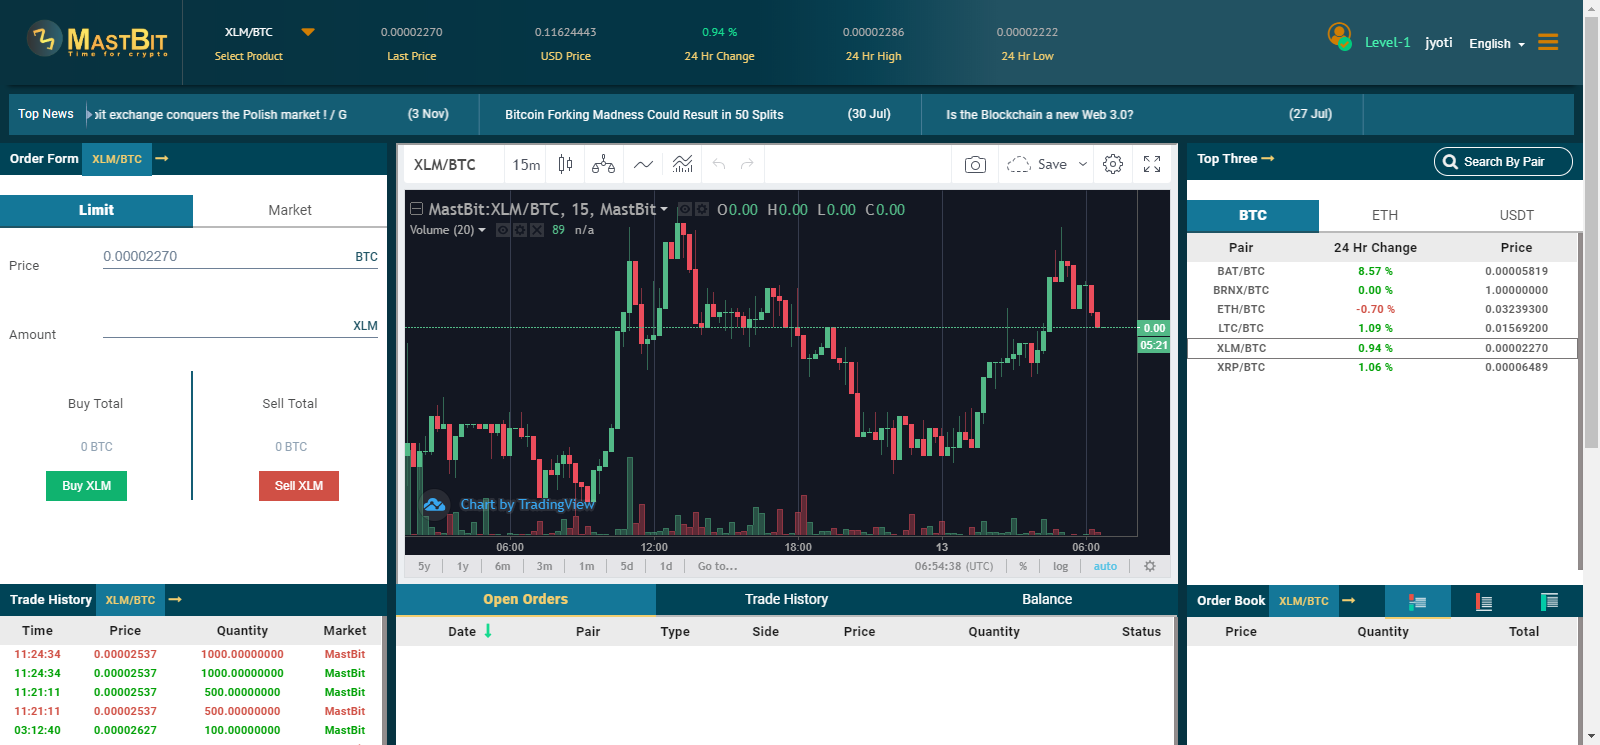 MASTBIT
Time for crypto
XLM/BTC
Select Product
0.00002270
Last Price
0.11624443
USD Price
0.94 %
24 Hr Change
0.00002286
24 Hr High
0.00002222
24 Hr Low
Level-1
jyoti
English
Top News
bit exchange conquers the Polish market ! / G
(3 Nov)
Bitcoin Forking Madness Could Result in 50 Splits
(30 Jul)
Is the Blockchain a new Web 3.0?
(27 Jul)
Order Form XLM/BTC
Limit
Market
Price
0.00002270
BTC
Amount
XLM
Buy Total
Sell Total
0 BTC
0 BTC
Buy XLM
Sell XLM
XLM/BTC
15m
Save
MastBit:XLM/BTC, 15, MastBit
O0.00 H0.00 L0.00 C0.00
Volume (20)
89 n/a
0.00
05:21
Chart by TradingView
06:00
12:00
18:00
13
06:00
5y
1y
6m
3m
1m
5d
1d
Go to...
06:54:38 (UTC)
%
log
auto
Top Three
Search By Pair
BTC
ETH
USDT
Pair 24 Hr Change Price
BAT/BTC 8.57 % 0.00005819
BRNX/BTC 0.00 % 1.00000000
ETH/BTC -0.70 % 0.03239300
LTC/BTC 1.09 % 0.01569200
XLM/BTC 0.94 % 0.00002270
XRP/BTC 1.06 % 0.00006489
Trade History XLM/BTC
Time Price Quantity Market
11:24:34 0.00002537 1000.00000000 MastBit
11:24:34 0.00002537 1000.00000000 MastBit
11:21:11 0.00002537 500.00000000 MastBit
11:21:11 0.00002537 500.00000000 MastBit
03:12:40 0.00002627 100.00000000 MastBit
Open Orders
Trade History
Balance
Date Pair Type Side Price Quantity Status
Order Book XLM/BTC
Price Quantity Total